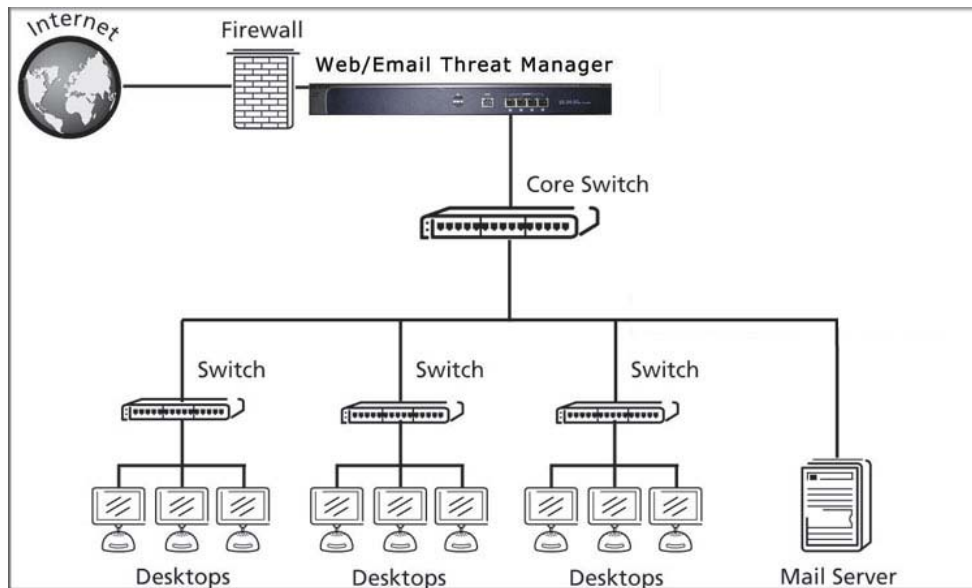 Internet
Firewall
Web/Email Threat Manager
Core Switch
Switch
Switch
Switch
Desktops
Desktops
Desktops
Mail Server